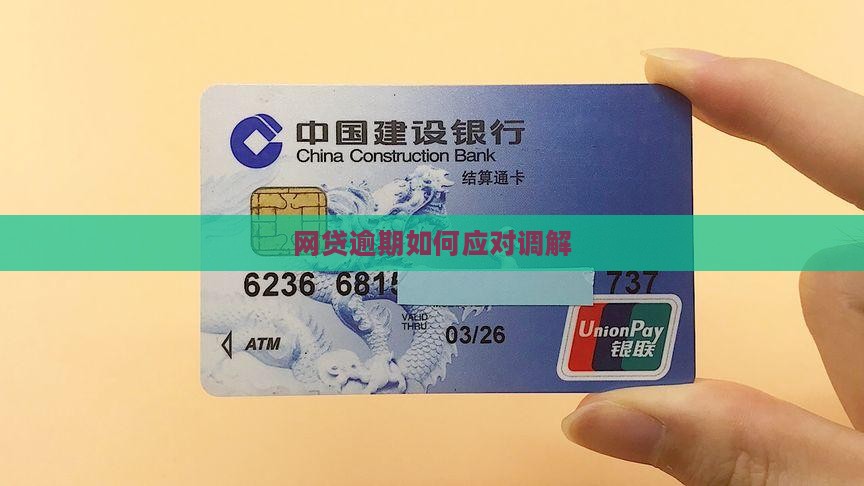 中国建设银行
China Construction Bank
结算通卡
网贷逾期如何应对调解
6236 6815 737
VALID
THRU
03/26
ATM
UnionPay
银联